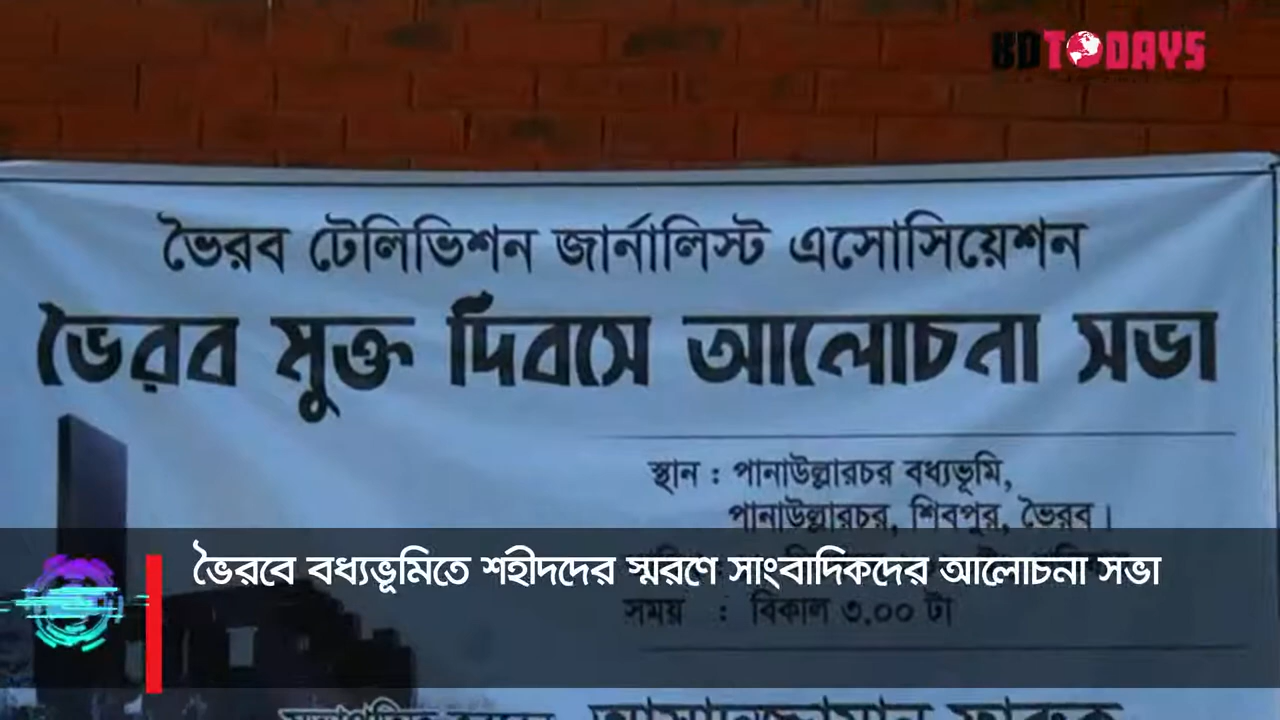 BDTODAYS
ভৈরব টেলিভিশন জার্নালিস্ট এসোসিয়েশন
ভৈরব মুক্ত দিবসে আলোচনা সভা
স্থান : পানাউল্লারচর বধ্যভূমি,
পানাউল্লারচর, শিবপুর, ভৈরব।
ভৈরবে বধ্যভূমিতে শহীদদের স্মরণে সাংবাদিকদের আলোচনা সভা
সময় : বিকাল ৩.০০ টা